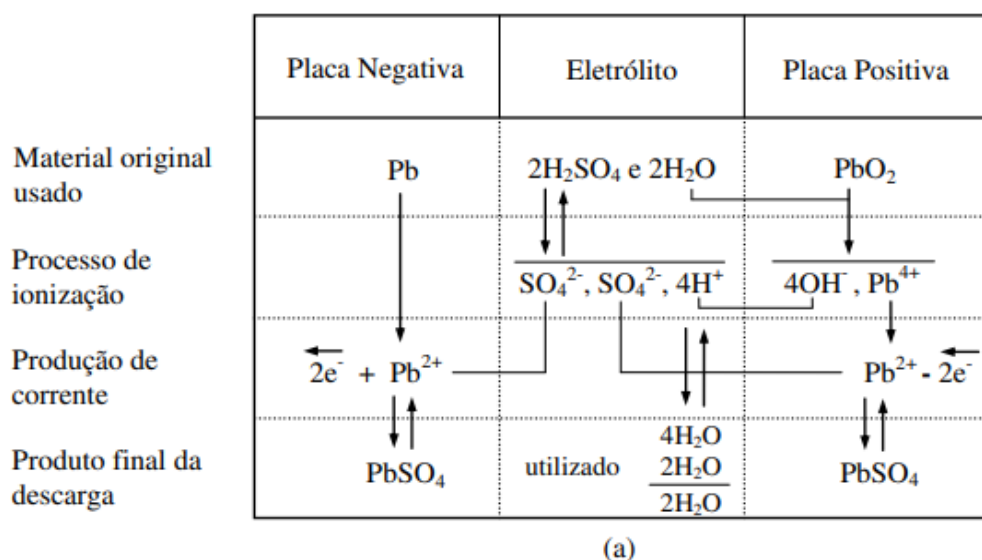 Placa Negativa Eletrólito Placa Positiva
Material original usado
Pb 2H₂SO₄ e 2H₂O PbO₂
Processo de ionização
SO₄²⁻, SO₄²⁻, 4H⁺ 4OH⁻, Pb⁴⁺
Produção de corrente
2e⁻ + Pb²⁺ Pb²⁺ - 2e⁻
Produto final da descarga
PbSO₄ utilizado 4H₂O PbSO₄
2H₂O
2H₂O
(a)